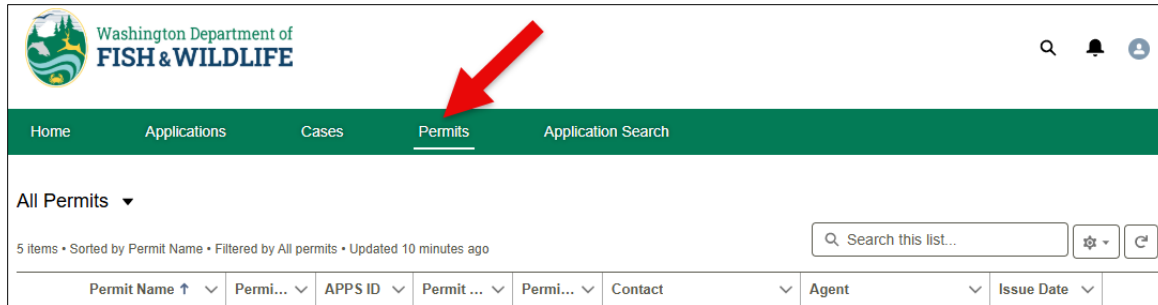 Washington Department of
FISH & WILDLIFE
Home Applications Cases Permits Application Search
All Permits
5 items • Sorted by Permit Name • Filtered by All permits • Updated 10 minutes ago
Search this list...
Permit Name Permi... APPS ID Permit ... Permi... Contact Agent Issue Date